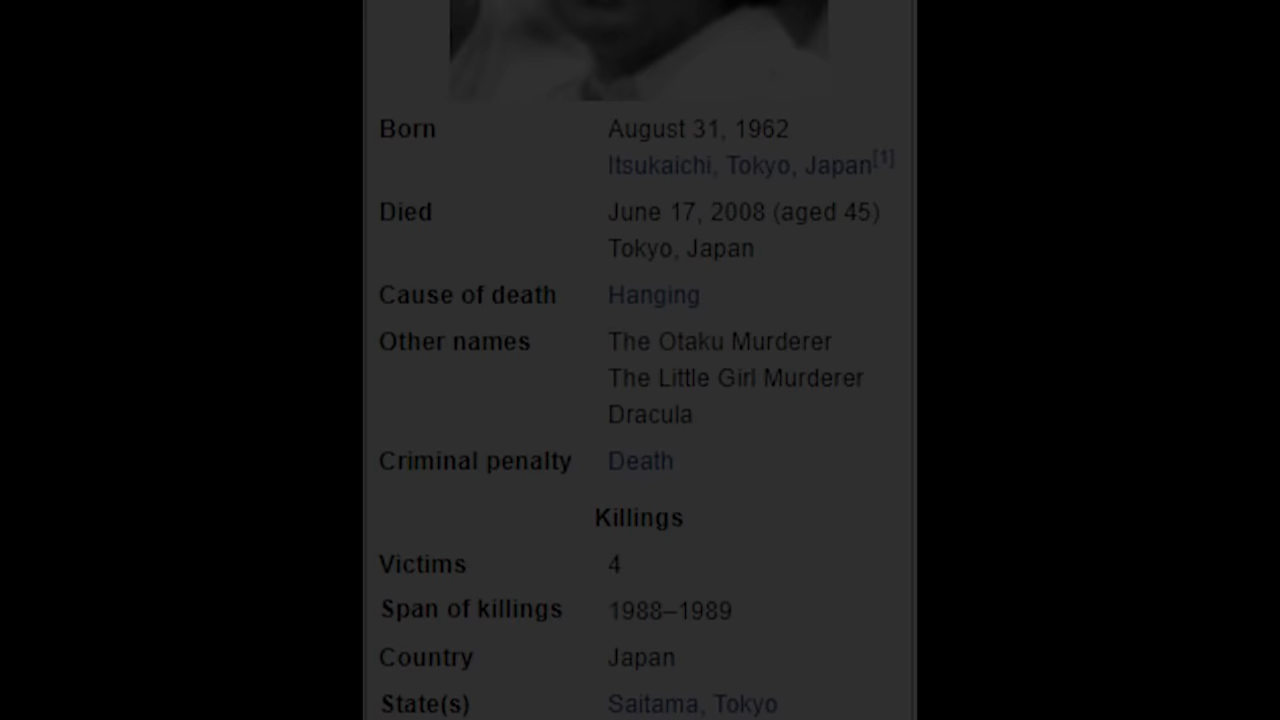 Born August 31, 1962
Itsukaichi, Tokyo, Japan[1]
Died June 17, 2008 (aged 45)
Tokyo, Japan
Cause of death Hanging
Other names The Otaku Murderer
The Little Girl Murderer
Dracula
Criminal penalty Death
Killings
Victims 4
Span of killings 1988–1989
Country Japan
State(s) Saitama, Tokyo